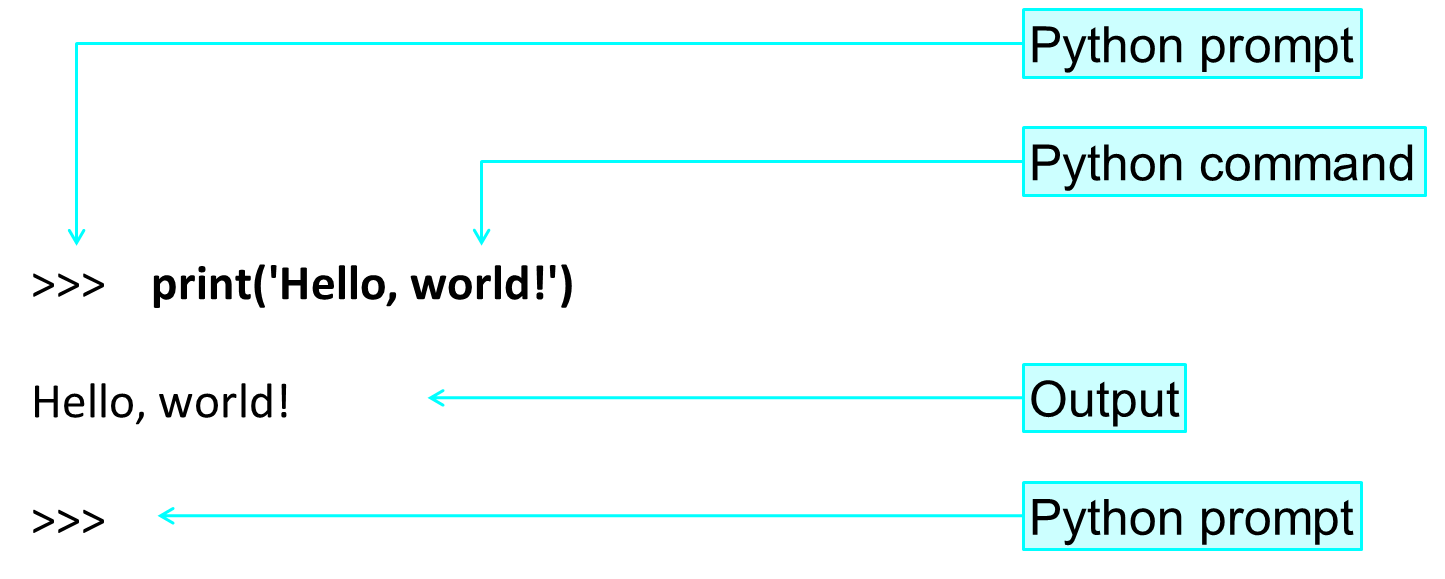 Python prompt
Python command
>>> print('Hello, world!')
Hello, world!
Output
>>>
Python prompt